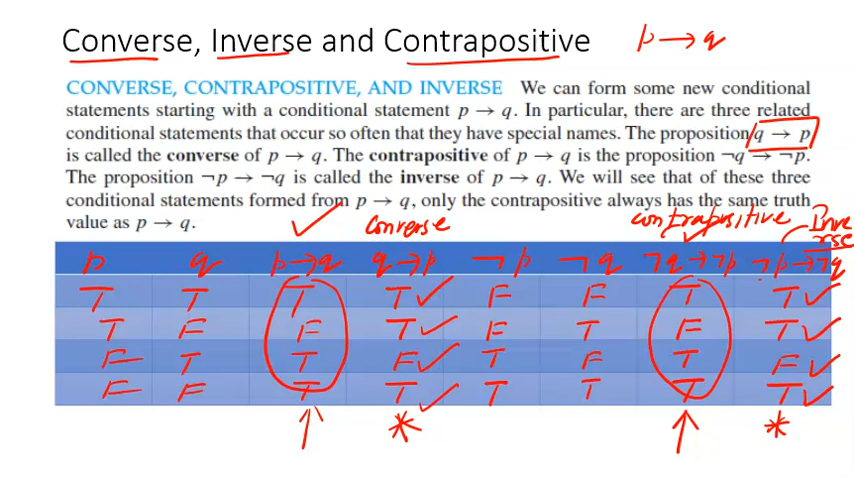 Converse, Inverse and Contrapositive p → q
CONVERSE, CONTRAPOSITIVE, AND INVERSE We can form some new conditional
statements starting with a conditional statement p → q. In particular, there are three related
conditional statements that occur so often that they have special names. The proposition q → p
is called the converse of p → q. The contrapositive of p → q is the proposition ¬q → ¬p.
The proposition ¬p → ¬q is called the inverse of p → q. We will see that of these three
conditional statements formed from p → q, only the contrapositive always has the same truth
value as p → q.
✓ Converse contrapositive Inve
rse
p q p→q q→p ¬p ¬q ¬q→¬p ¬p→¬q
T T T T✓ F F T T✓
T F F T✓ F T F T✓
F T T F✓ T F T F✓
F F T T✓ T T T T✓
↑ * ↑ *